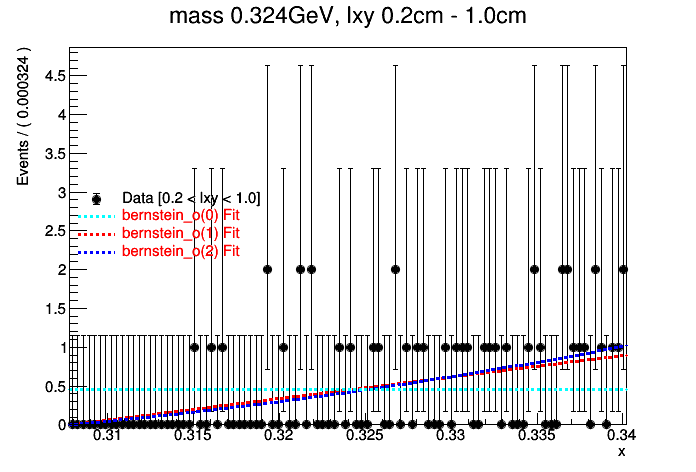 mass 0.324GeV, lxy 0.2cm - 1.0cm
Events / ( 0.000324 )
4.5
4
3.5
3
Data [0.2 < lxy < 1.0]
bernstein_o(0) Fit
2.5
bernstein_o(1) Fit
bernstein_o(2) Fit
2
1.5
1
0.5
0
0.31 0.315 0.32 0.325 0.33 0.335 0.34
x